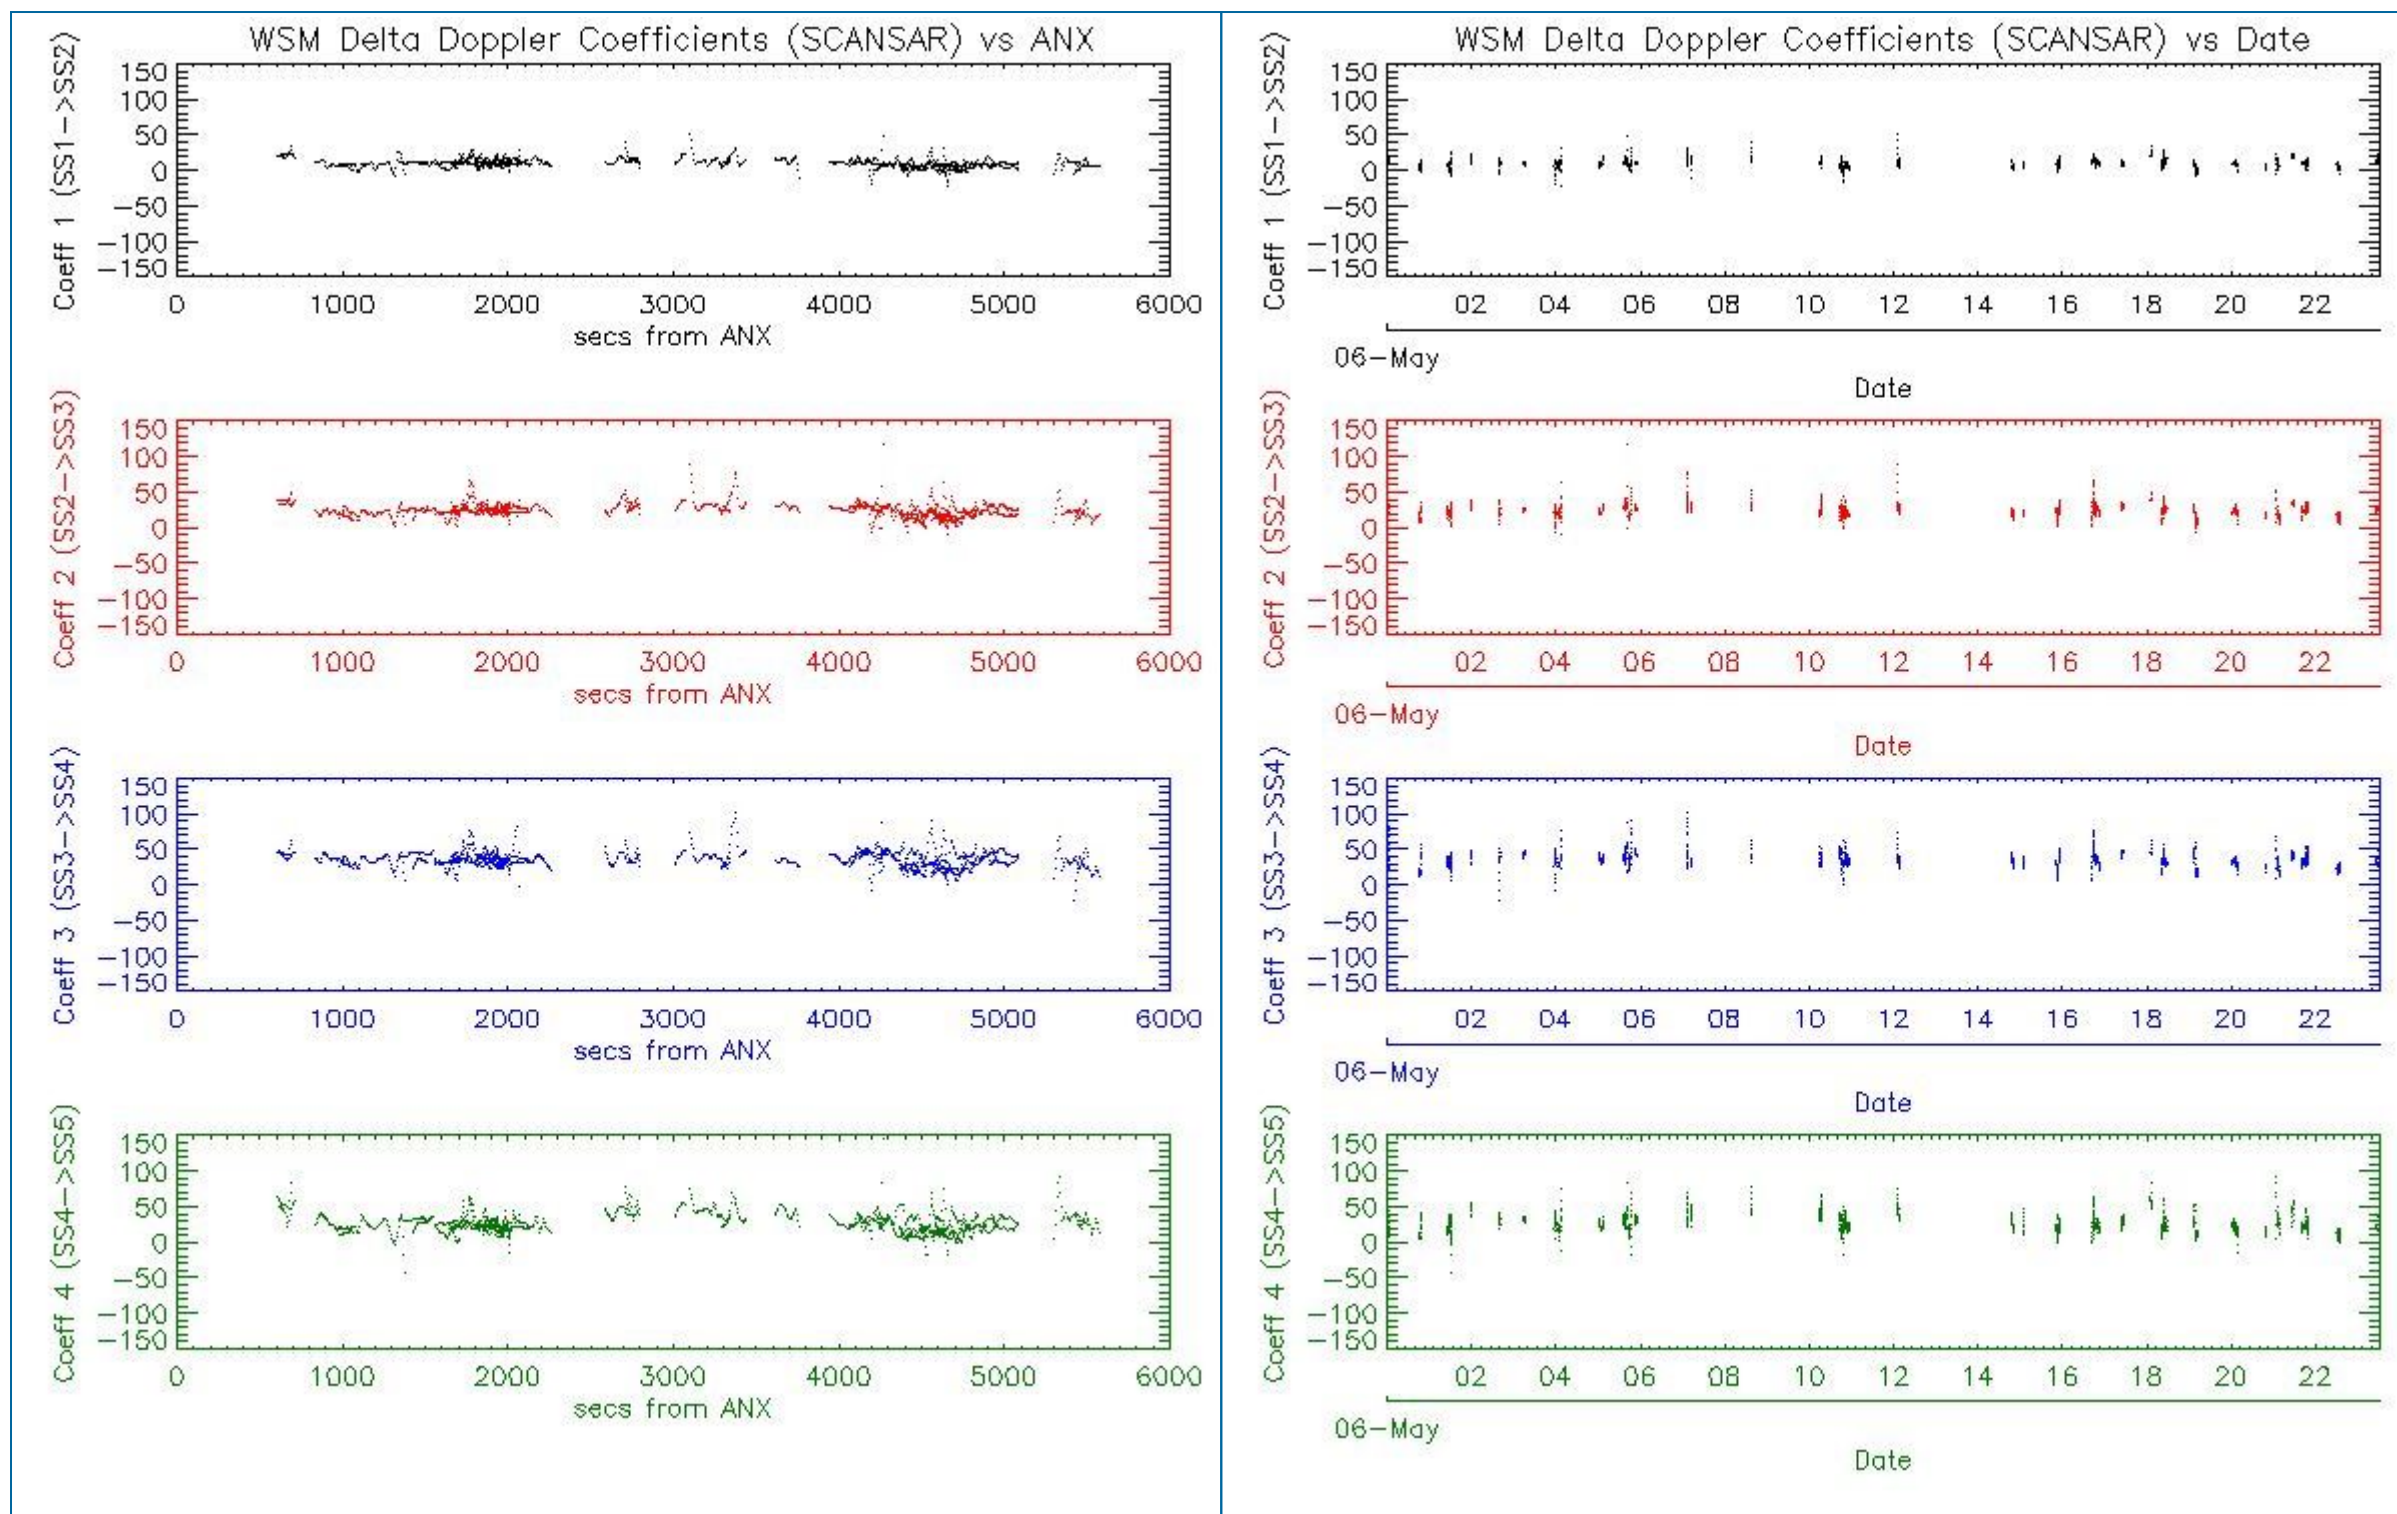 WSM Delta Doppler Coefficients (SCANSAR) vs ANX
Coeff 1 (SS1->SS2)
150
100
50
0
-50
-100
-150
0 1000 2000 3000 4000 5000 6000
secs from ANX
Coeff 2 (SS2->SS3)
150
100
50
0
-50
-100
-150
0 1000 2000 3000 4000 5000 6000
secs from ANX
Coeff 3 (SS3->SS4)
150
100
50
0
-50
-100
-150
0 1000 2000 3000 4000 5000 6000
secs from ANX
Coeff 4 (SS4->SS5)
150
100
50
0
-50
-100
-150
0 1000 2000 3000 4000 5000 6000
secs from ANX
WSM Delta Doppler Coefficients (SCANSAR) vs Date
Coeff 1 (SS1->SS2)
150
100
50
0
-50
-100
-150
02 04 06 08 10 12 14 16 18 20 22
06-May
Date
Coeff 2 (SS2->SS3)
150
100
50
0
-50
-100
-150
02 04 06 08 10 12 14 16 18 20 22
06-May
Date
Coeff 3 (SS3->SS4)
150
100
50
0
-50
-100
-150
02 04 06 08 10 12 14 16 18 20 22
06-May
Date
Coeff 4 (SS4->SS5)
150
100
50
0
-50
-100
-150
02 04 06 08 10 12 14 16 18 20 22
06-May
Date